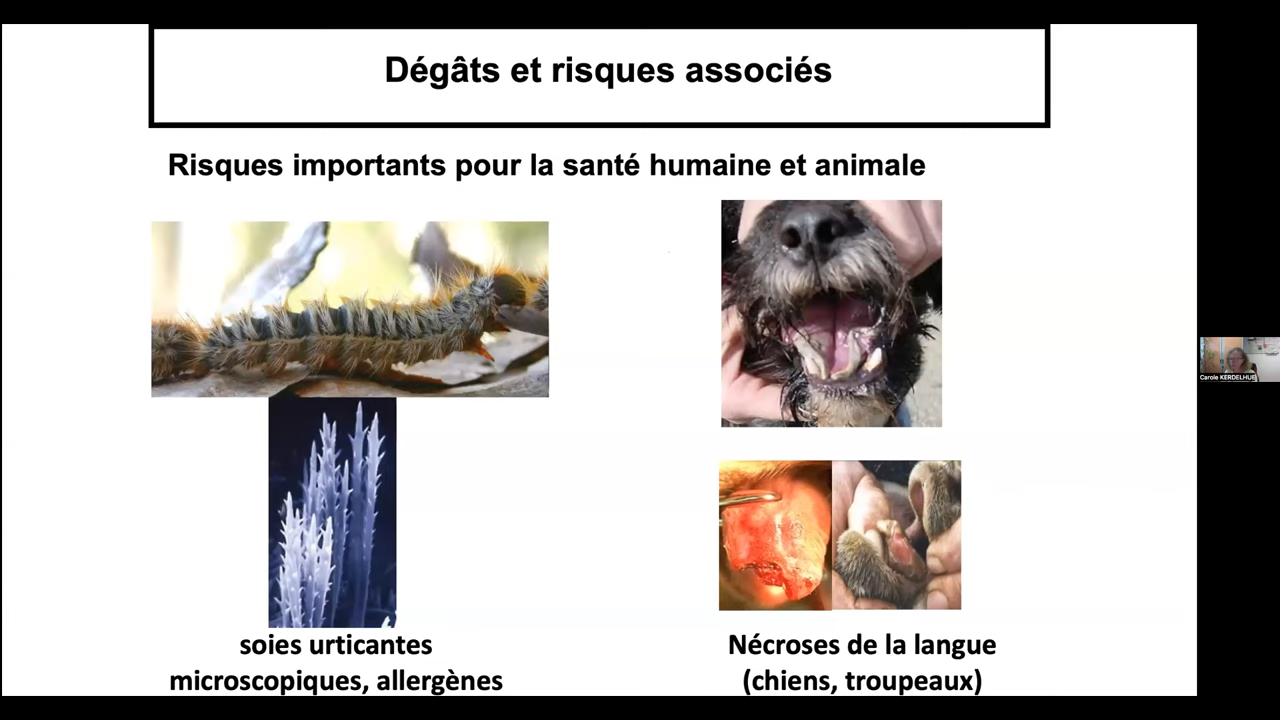 Dégâts et risques associés
Risques importants pour la santé humaine et animale
soies urticantes
microscopiques, allergènes
Nécroses de la langue
(chiens, troupeaux)
Carole KERDELHUE